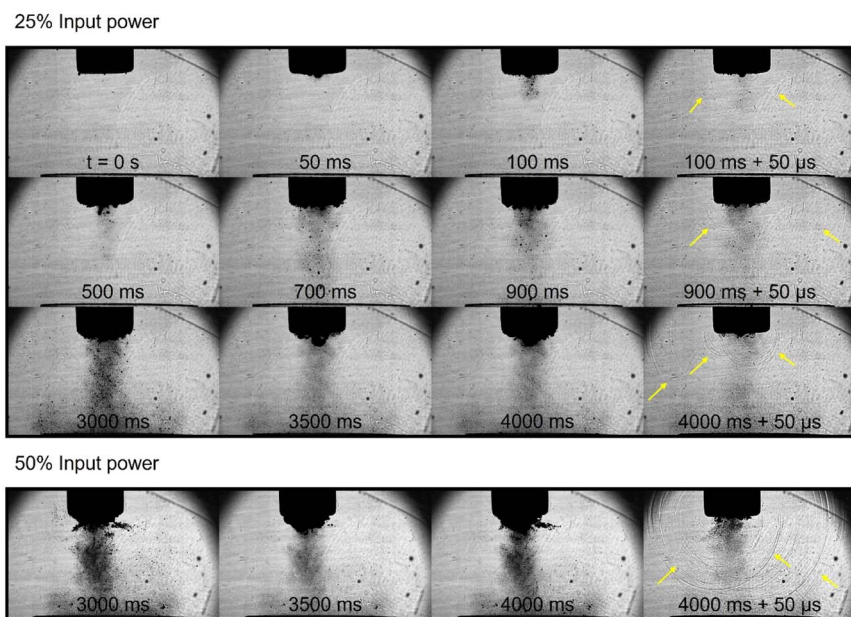 25% Input power
t = 0 s
50 ms
100 ms
100 ms + 50 µs
500 ms
700 ms
900 ms
900 ms + 50 µs
3000 ms
3500 ms
4000 ms
4000 ms + 50 µs
50% Input power
3000 ms
3500 ms
4000 ms
4000 ms + 50 µs